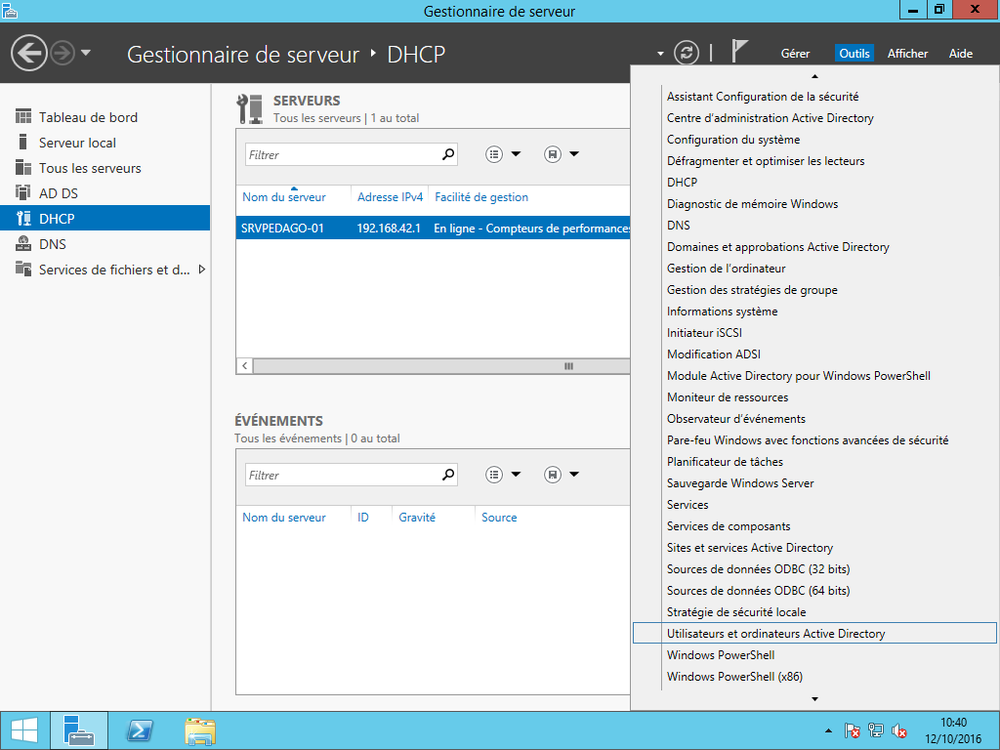 Gestionnaire de serveur
Gestionnaire de serveur ‣ DHCP
Gérer Outils Afficher Aide
Tableau de bord
Serveur local
Tous les serveurs
AD DS
DHCP
DNS
Services de fichiers et d...
SERVEURS
Tous les serveurs | 1 au total
Filtrer
Nom du serveur Adresse IPv4 Facilité de gestion
SRVPEDAGO-01 192.168.42.1 En ligne - Compteurs de performances
ÉVÉNEMENTS
Tous les événements | 0 au total
Filtrer
Nom du serveur ID Gravité Source
Assistant Configuration de la sécurité
Centre d'administration Active Directory
Configuration du système
Défragmenter et optimiser les lecteurs
DHCP
Diagnostic de mémoire Windows
DNS
Domaines et approbations Active Directory
Gestion de l'ordinateur
Gestion des stratégies de groupe
Informations système
Initiateur iSCSI
Modification ADSI
Module Active Directory pour Windows PowerShell
Moniteur de ressources
Observateur d'événements
Pare-feu Windows avec fonctions avancées de sécurité
Planificateur de tâches
Sauvegarde Windows Server
Services
Services de composants
Sites et services Active Directory
Sources de données ODBC (32 bits)
Sources de données ODBC (64 bits)
Stratégie de sécurité locale
Utilisateurs et ordinateurs Active Directory
Windows PowerShell
Windows PowerShell (x86)
10:40
12/10/2016